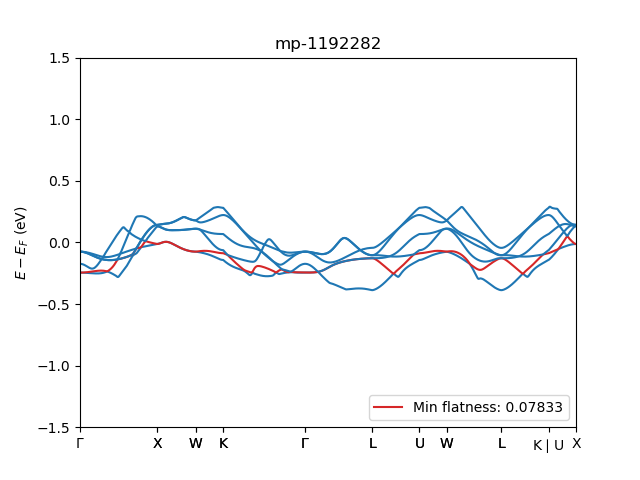 mp-1192282
E − E_F (eV)
1.5
1.0
0.5
0.0
−0.5
−1.0
−1.5
Min flatness: 0.07833
Γ X W K Γ L U W L K | U X